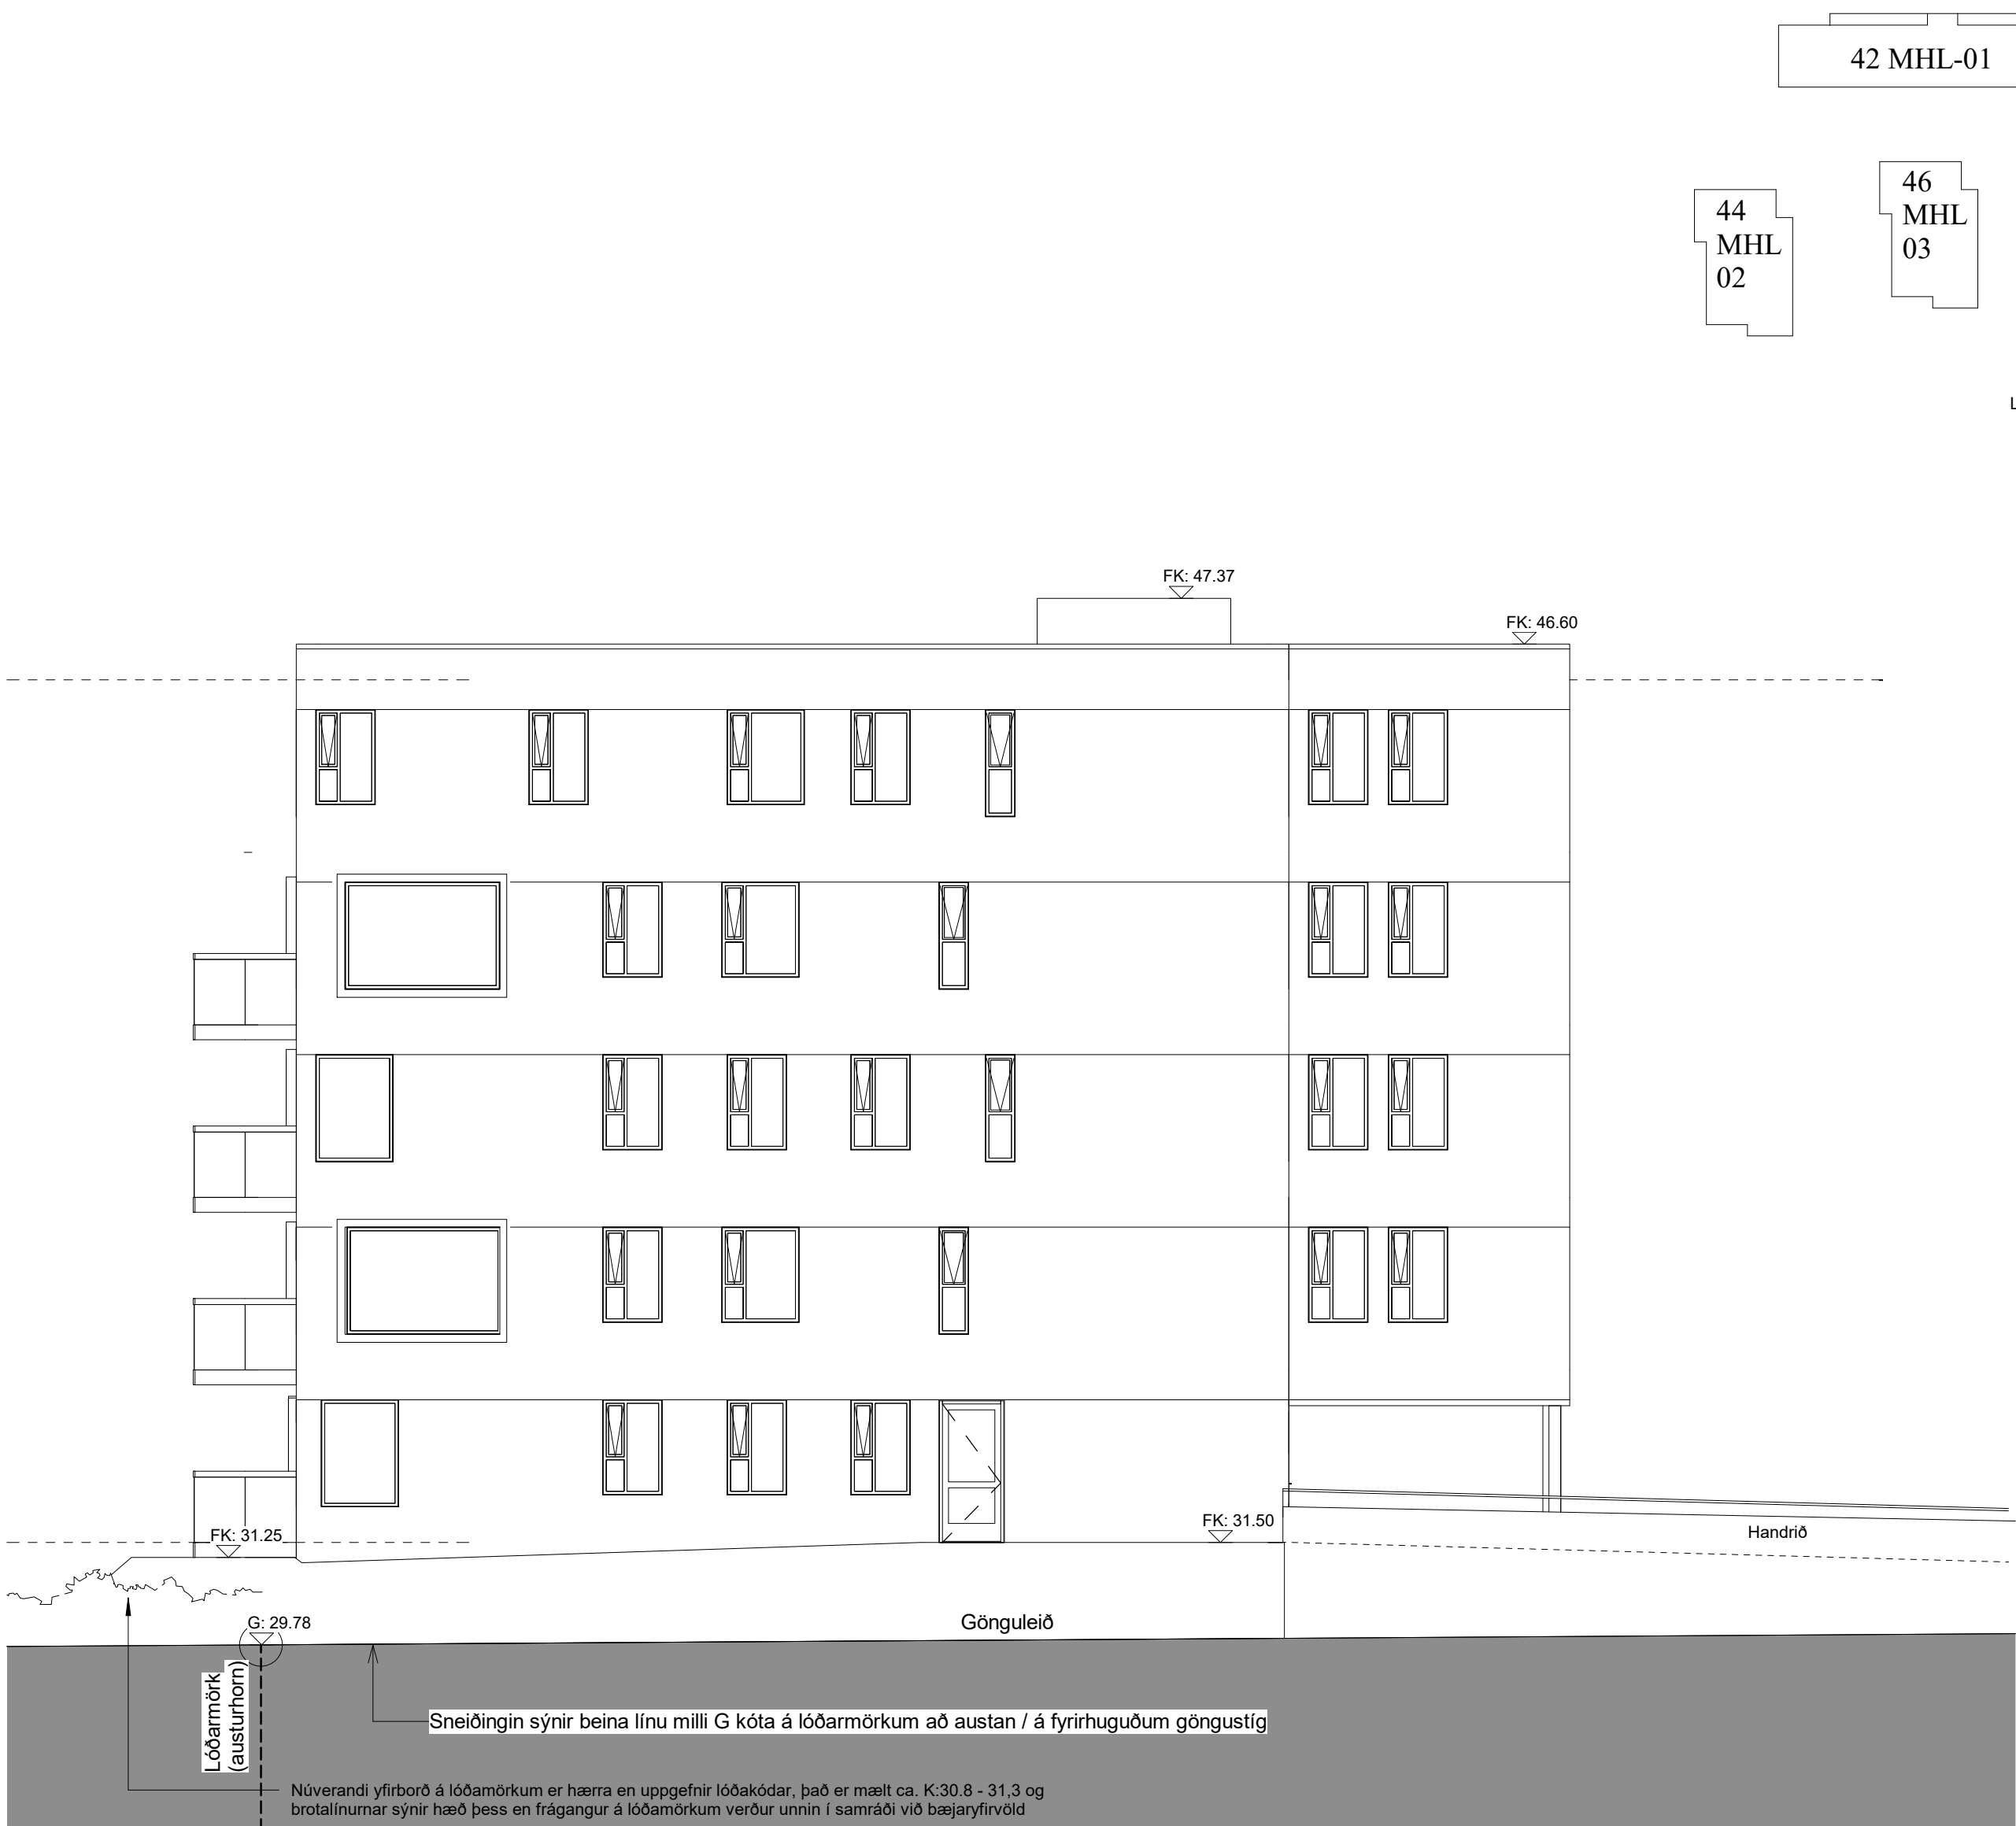 42 MHL-01
46
MHL
03
44
MHL
02
L
FK: 47.37
FK: 46.60
FK: 31.25
FK: 31.50
Handrið
G: 29.78
Gönguleið
Lóðarmörk
(austurhorn)
Sneiðingin sýnir beina línu milli G kóta á lóðarmörkum að austan / á fyrirhuguðum göngustíg
Núverandi yfirborð á lóðamörkum er hærra en uppgefnir lóðakódar, það er mælt ca. K:30.8 - 31,3 og
brotalínurnar sýnir hæð þess en frágangur á lóðamörkum verður unnin í samráði við bæjaryfirvöld